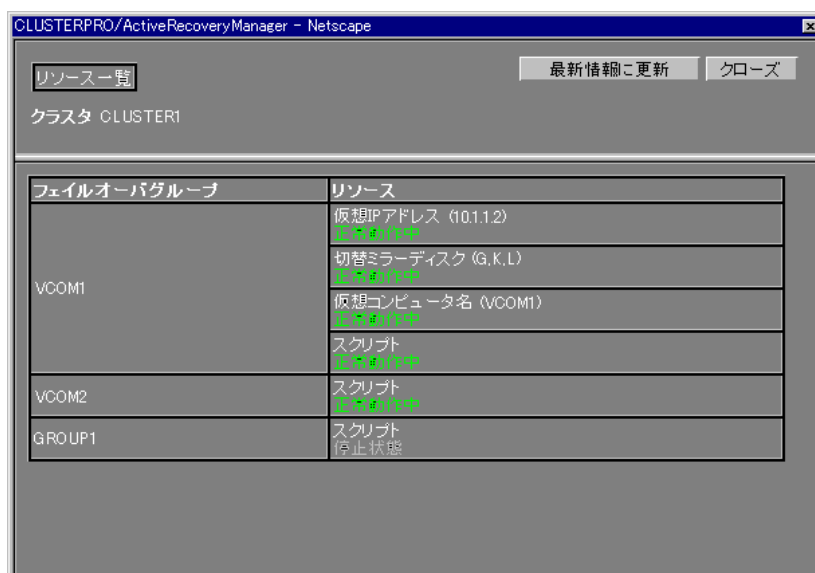 CLUSTERPRO/ActiveRecoveryManager - Netscape
リソース一覧
最新情報に更新
クローズ
クラスタ CLUSTER1
フェイルオーバグループ
リソース
VCOM1
仮想IPアドレス (10.1.1.2)
正常動作中
切替ミラーディスク (G,K,L)
正常動作中
仮想コンピュータ名 (VCOM1)
正常動作中
スクリプト
正常動作中
VCOM2
スクリプト
正常動作中
GROUP1
スクリプト
停止状態